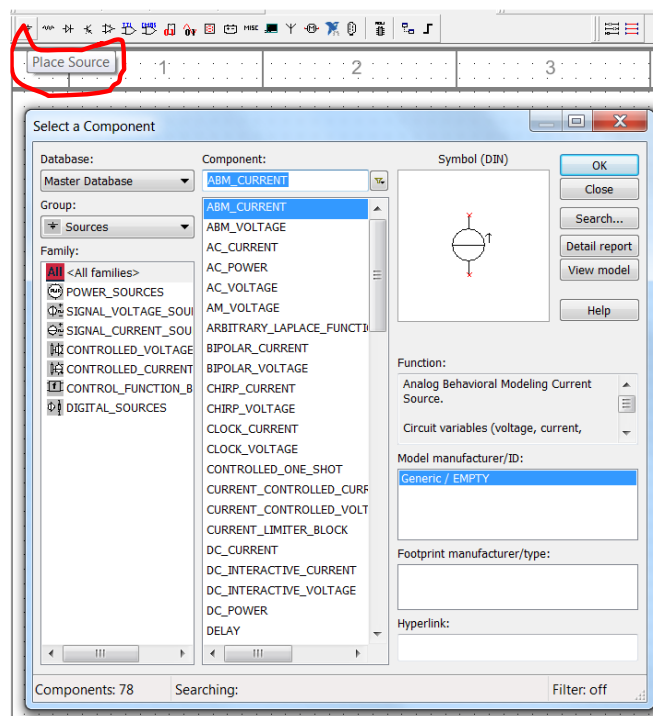 MISC
Place Source
1
2
3
Select a Component
Database:
Master Database
Group:
Sources
Family:
All <All families>
POWER_SOURCES
SIGNAL_VOLTAGE_SOU
SIGNAL_CURRENT_SOU
CONTROLLED_VOLTAGE
CONTROLLED_CURRENT
CONTROL_FUNCTION_B
DIGITAL_SOURCES
Component:
ABM_CURRENT
ABM_CURRENT
ABM_VOLTAGE
AC_CURRENT
AC_POWER
AC_VOLTAGE
AM_VOLTAGE
ARBITRARY_LAPLACE_FUNCTI
BIPOLAR_CURRENT
BIPOLAR_VOLTAGE
CHIRP_CURRENT
CHIRP_VOLTAGE
CLOCK_CURRENT
CLOCK_VOLTAGE
CONTROLLED_ONE_SHOT
CURRENT_CONTROLLED_CURR
CURRENT_CONTROLLED_VOLT
CURRENT_LIMITER_BLOCK
DC_CURRENT
DC_INTERACTIVE_CURRENT
DC_INTERACTIVE_VOLTAGE
DC_POWER
DELAY
Symbol (DIN)
OK
Close
Search...
Detail report
View model
Help
Function:
Analog Behavioral Modeling Current
Source.
Circuit variables (voltage, current,
Model manufacturer/ID:
Generic / EMPTY
Footprint manufacturer/type:
Hyperlink:
Components: 78
Searching:
Filter: off